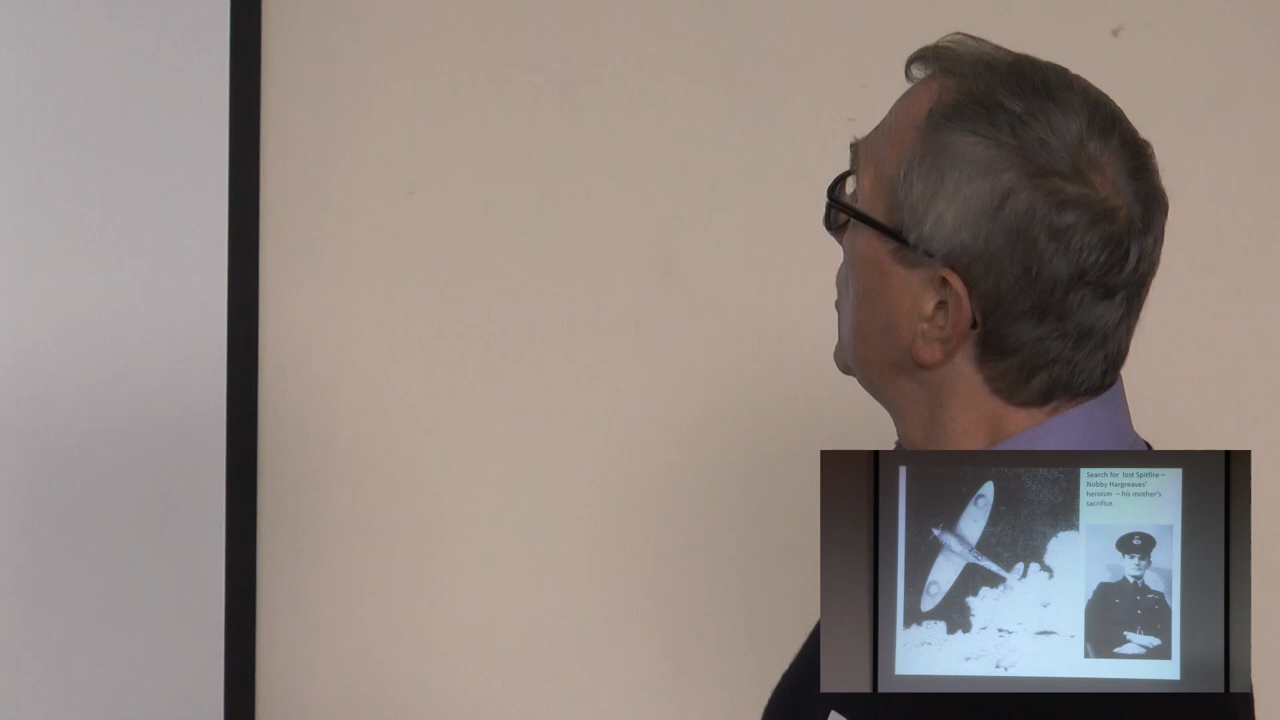 Search for lost Spitfire –
Nobby Hargreaves'
heroism – his mother's
sacrifice.